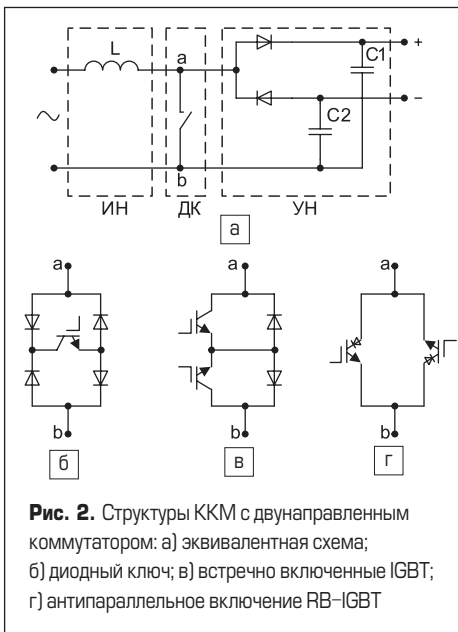 L
a
C1
+
−
C2
b
ИН
ДК
УН
а
a
a
a
b
b
b
б
в
г
Рис. 2. Структуры ККМ с двунаправленным
коммутатором: а) эквивалентная схема;
б) диодный ключ; в) встречно включенные IGBT;
г) антипараллельное включение RB–IGBT